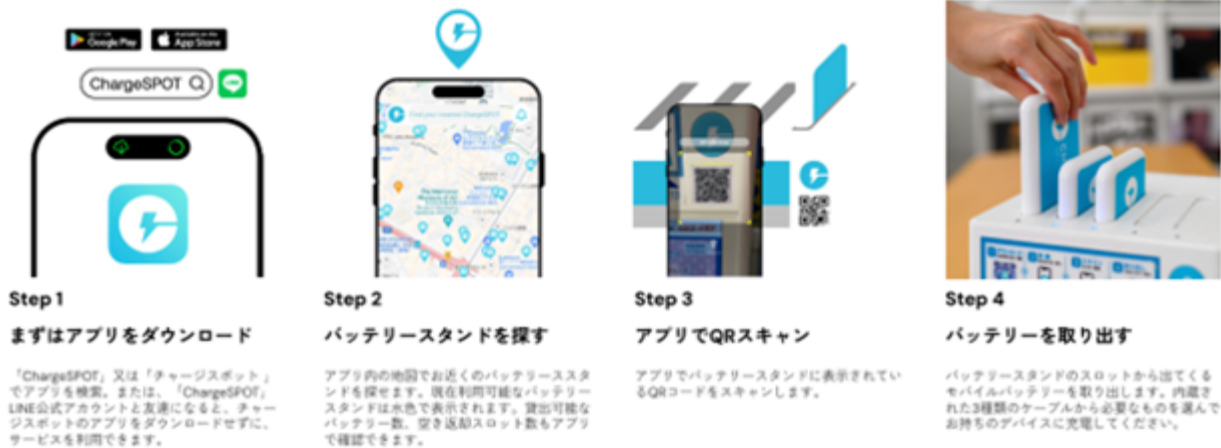 Google Play
App Store
ChargeSPOT
LINE
Find your nearest ChargeSPOT
Step 1
まずはアプリをダウンロード
「ChargeSPOT」又は「チャージスポット」
でアプリを検索。または、「ChargeSPOT」
LINE公式アカウントと友達になると、チャー
ジスポットのアプリをダウンロードせずに、
サービスを利用できます。
Step 2
バッテリースタンドを探す
アプリ内の地図でお近くのバッテリーススタ
ンドを探せます。現在利用可能なバッテリー
スタンドは水色で表示されます。貸出可能な
バッテリー数、空き返却スロット数もアプリ
で確認できます。
Step 3
アプリでQRスキャン
アプリでバッテリースタンドに表示されてい
るQRコードをスキャンします。
Step 4
バッテリーを取り出す
バッテリースタンドのスロットから出てくる
モバイルバッテリーを取り出します。内蔵さ
れた3種類のケーブルから必要なものを選んで
お持ちのデバイスに充電してください。